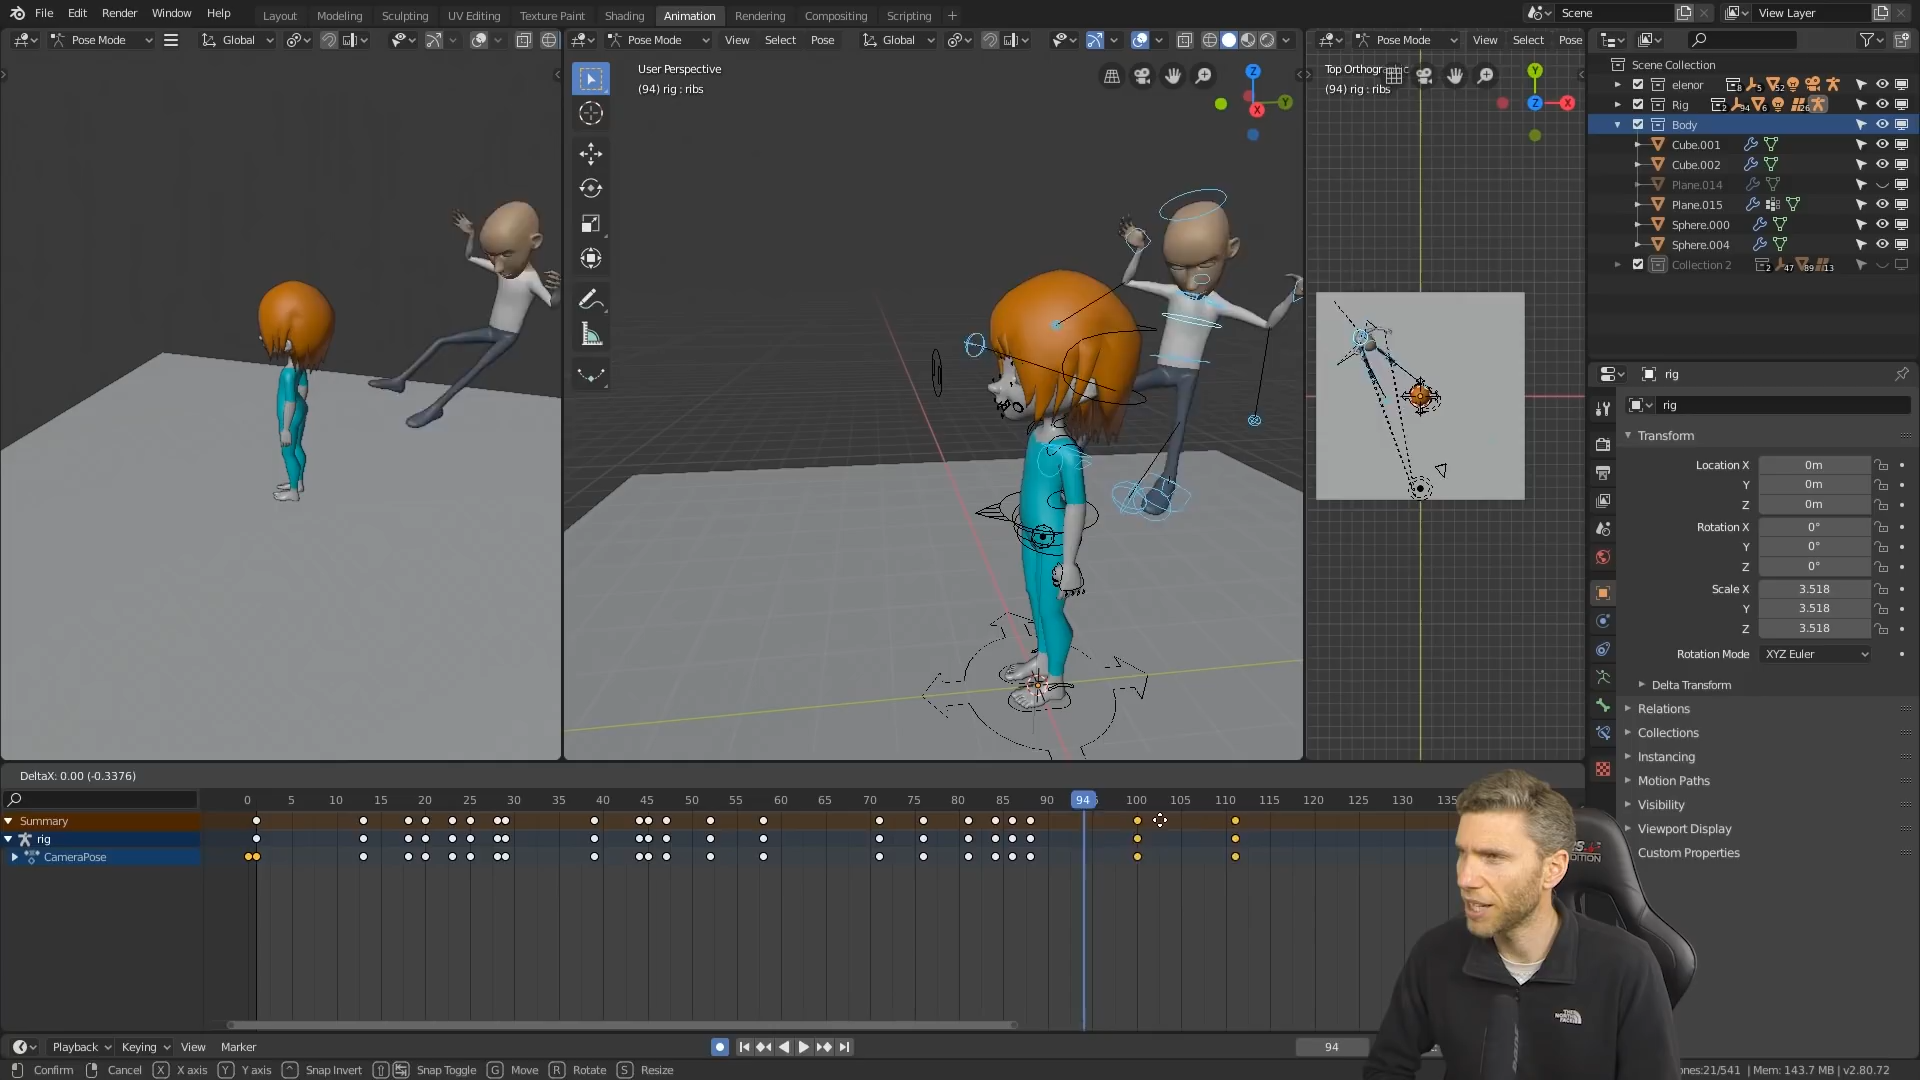 File Edit Render Window Help Layout Modeling Sculpting UV Editing Texture Paint Shading Animation Rendering Compositing Scripting + Scene View Layer
Pose Mode Global Pose Mode View Select Pose Global Pose Mode View Select Pose
User Perspective
(94) rig : ribs
Top Orthogra
(94) rig : ribs
Z
Y
X
Y
Z
X
Scene Collection
elenor
Rig
Body
Cube.001
Cube.002
Plane.014
Plane.015
Sphere.000
Sphere.004
Collection 2
rig
rig
Transform
Location X 0m
Y 0m
Z 0m
Rotation X 0°
Y 0°
Z 0°
Scale X 3.518
Y 3.518
Z 3.518
Rotation Mode XYZ Euler
Delta Transform
Relations
Collections
Instancing
Motion Paths
Visibility
Viewport Display
Custom Properties
DeltaX: 0.00 (-0.3376)
0 5 10 15 20 25 30 35 40 45 50 55 60 65 70 75 80 85 90 94 100 105 110 115 120 125 130
Summary
rig
CameraPose
THE NORTH FACE
Playback Keying View Marker 94
Confirm Cancel X X axis Y Y axis Snap Invert Snap Toggle G Move R Rotate S Resize ones:21/541 | Mem: 143.7 MB | v2.80.72